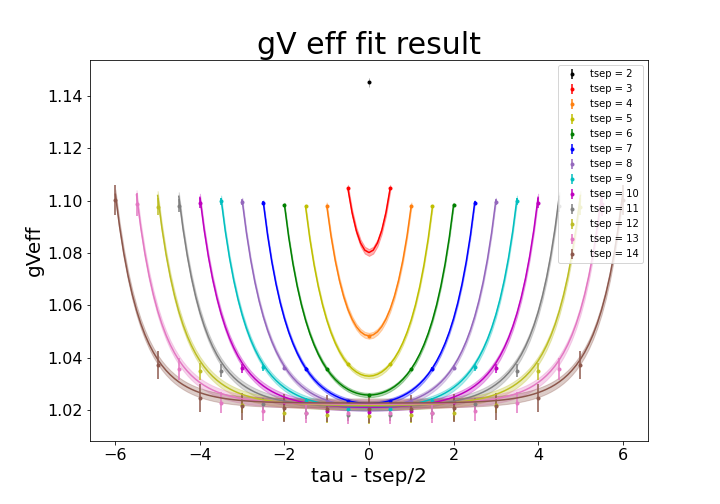 gV eff fit result
gVeff
1.14
1.12
1.10
1.08
1.06
1.04
1.02
−6
−4
−2
0
2
4
6
tau - tsep/2
tsep = 2
tsep = 3
tsep = 4
tsep = 5
tsep = 6
tsep = 7
tsep = 8
tsep = 9
tsep = 10
tsep = 11
tsep = 12
tsep = 13
tsep = 14